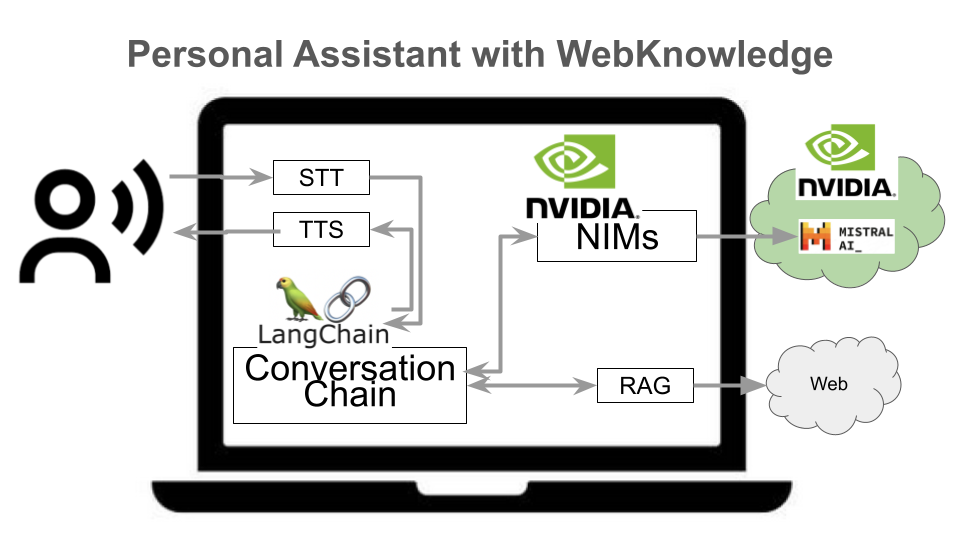 Personal Assistant with WebKnowledge
STT
TTS
LangChain
Conversation
Chain
NVIDIA.
NIMs
RAG
NVIDIA.
MISTRAL
AI_
Web